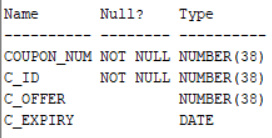 Name       Null?    Type
---------- -------- ----------
COUPON_NUM NOT NULL NUMBER(38)
C_ID       NOT NULL NUMBER(38)
C_OFFER             NUMBER(38)
C_EXPIRY            DATE